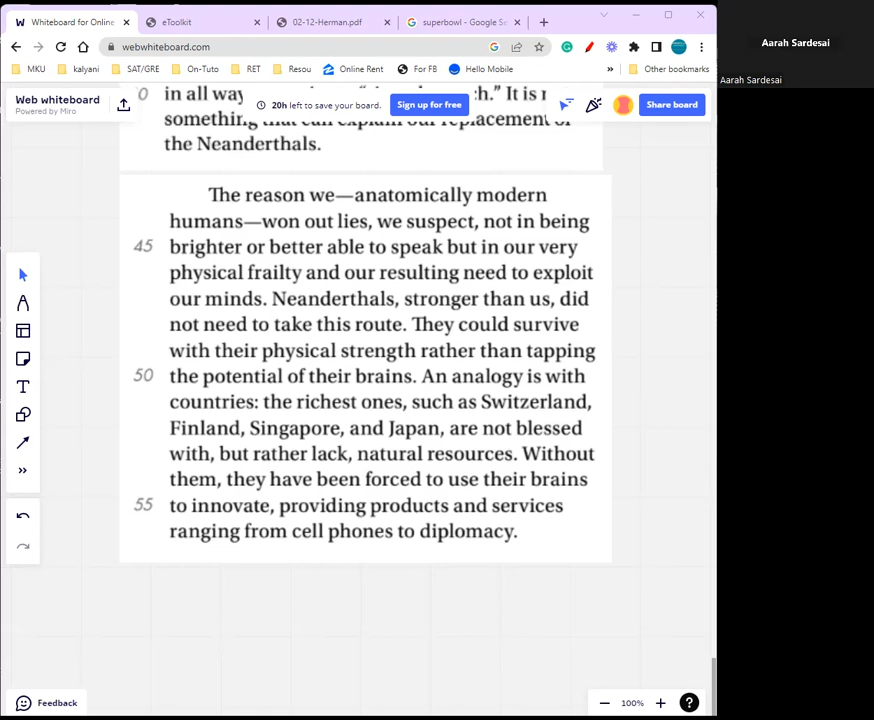 Whiteboard for Online
eToolkit
02-12-Herman.pdf
superbowl - Google Se
webwhiteboard.com
MKU
kalyani
SAT/GRE
On-Tuto
RET
Resou
Online Rent
For FB
Hello Mobile
Other bookmarks
Web whiteboard
Powered by Miro
20h left to save your board.
Sign up for free
Share board
in all way
It is
something that can explain our replacement of
the Neanderthals.
The reason we—anatomically modern
humans—won out lies, we suspect, not in being
45 brighter or better able to speak but in our very
physical frailty and our resulting need to exploit
our minds. Neanderthals, stronger than us, did
not need to take this route. They could survive
with their physical strength rather than tapping
50 the potential of their brains. An analogy is with
countries: the richest ones, such as Switzerland,
Finland, Singapore, and Japan, are not blessed
with, but rather lack, natural resources. Without
them, they have been forced to use their brains
55 to innovate, providing products and services
ranging from cell phones to diplomacy.
Feedback
100%
Aarah Sardesai
Aarah Sardesai